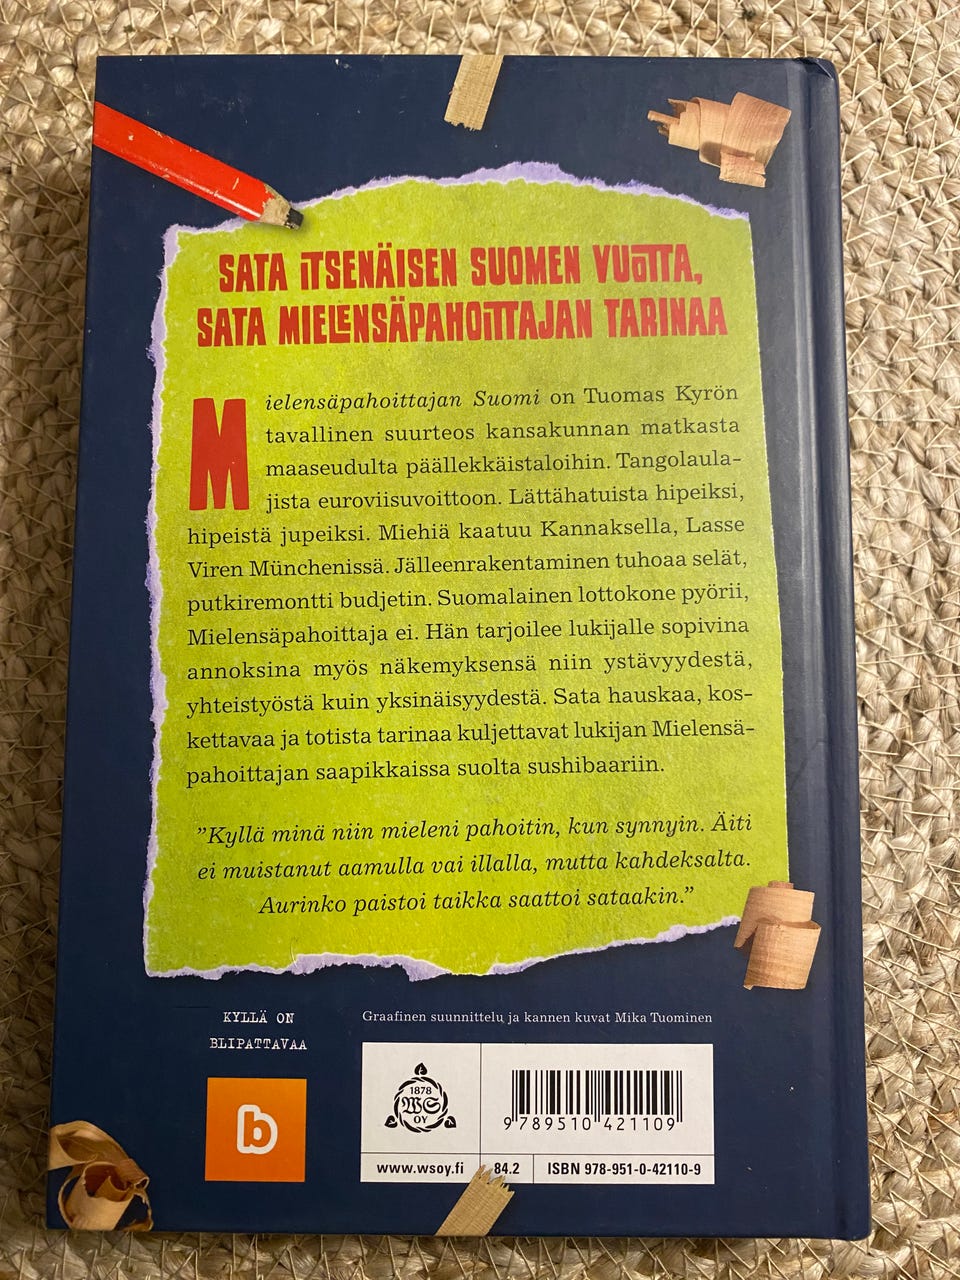 SATA ITSENÄISEN SUOMEN VUOTTA,
SATA MIELENSÄPAHOITTAJAN TARINAA
Mielensäpahoittajan Suomi on Tuomas Kyrön
tavallinen suurteos kansakunnan matkasta
maaseudulta päällekkäistaloihin. Tangolaula-
jista euroviisuvoittoon. Lättähatuista hipeiksi,
hipeistä jupeiksi. Miehiä kaatuu Kannaksella, Lasse
Viren Münchenissä. Jälleenrakentaminen tuhoaa selät,
putkiremontti budjetin. Suomalainen lottokone pyörii,
Mielensäpahoittaja ei. Hän tarjoilee lukijalle sopivina
annoksina myös näkemyksensä niin ystävyydestä,
yhteistyöstä kuin yksinäisyydestä. Sata hauskaa, kos-
kettavaa ja totista tarinaa kuljettavat lukijan Mielensä-
pahoittajan saapikkaissa suolta sushibaariin.
"Kyllä minä niin mieleni pahoitin, kun synnyin. Äiti
ei muistanut aamulla vai illalla, mutta kahdeksalta.
Aurinko paistoi taikka saattoi sataakin."
KYLLÄ ON
BLIPATTAVAA
b
Graafinen suunnittelu ja kannen kuvat Mika Tuominen
1878
WS
OY
9 789510 421109
www.wsoy.fi
84.2
ISBN 978-951-0-42110-9